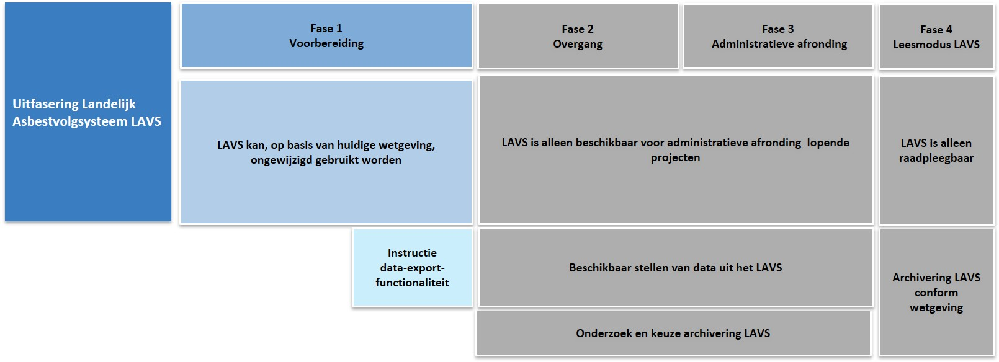 Uitfasering Landelijk
Asbestvolgsysteem LAVS
Fase 1
Voorbereiding
Fase 2
Overgang
Fase 3
Administratieve afronding
Fase 4
Leesmodus LAVS
LAVS kan, op basis van huidige wetgeving,
ongewijzigd gebruikt worden
LAVS is alleen beschikbaar voor administratieve afronding  lopende
projecten
LAVS is alleen
raadpleegbaar
Instructie
data-export-
functionaliteit
Beschikbaar stellen van data uit het LAVS
Archivering LAVS
conform
wetgeving
Onderzoek en keuze archivering LAVS